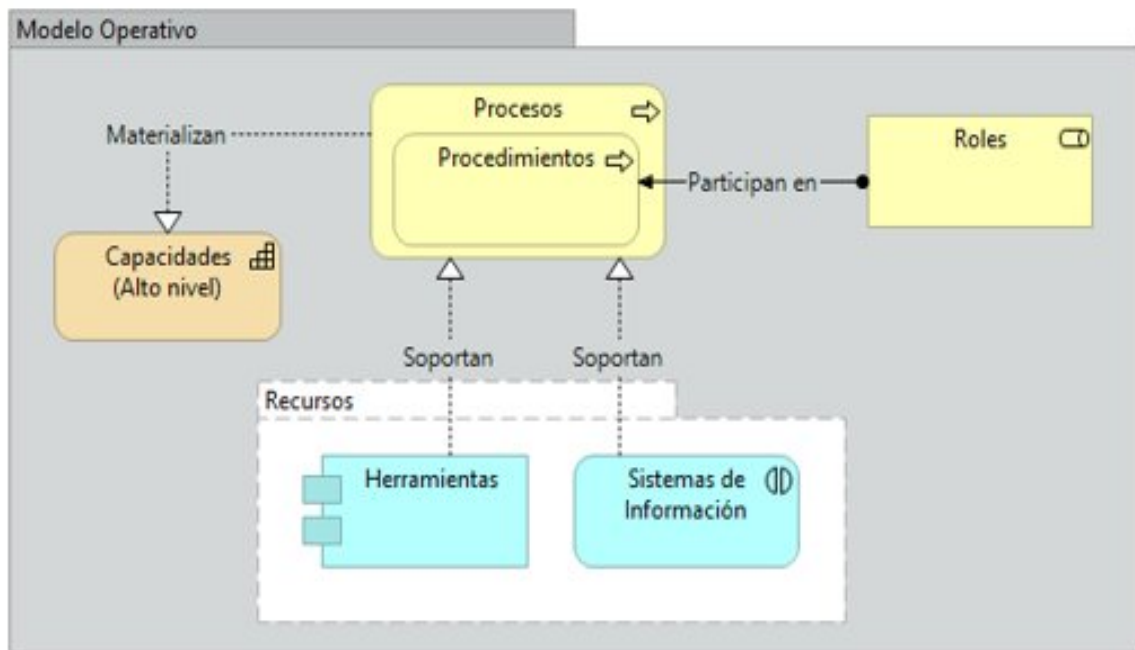 Modelo Operativo
Procesos
Materializan
Procedimientos
Roles
Participan en
Capacidades
(Alto nivel)
Soportan
Soportan
Recursos
Herramientas
Sistemas de
Información